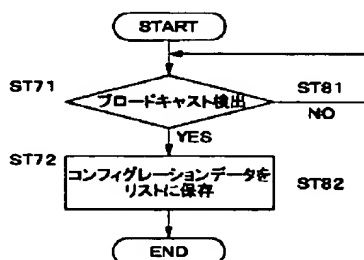 START
ST71
ブロードキャスト検出
ST81
NO
YES
ST72
コンフィグレーションデータを
リストに保存
ST82
END